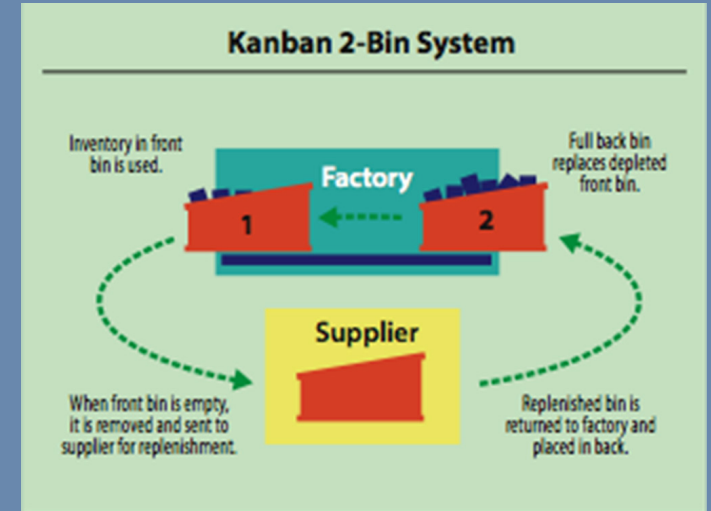 Kanban 2-Bin System
Inventory in front
bin is used.
Full back bin
replaces depleted
front bin.
Factory
1
2
Supplier
When front bin is empty,
it is removed and sent to
supplier for replenishment.
Replenished bin is
returned to factory and
placed in back.